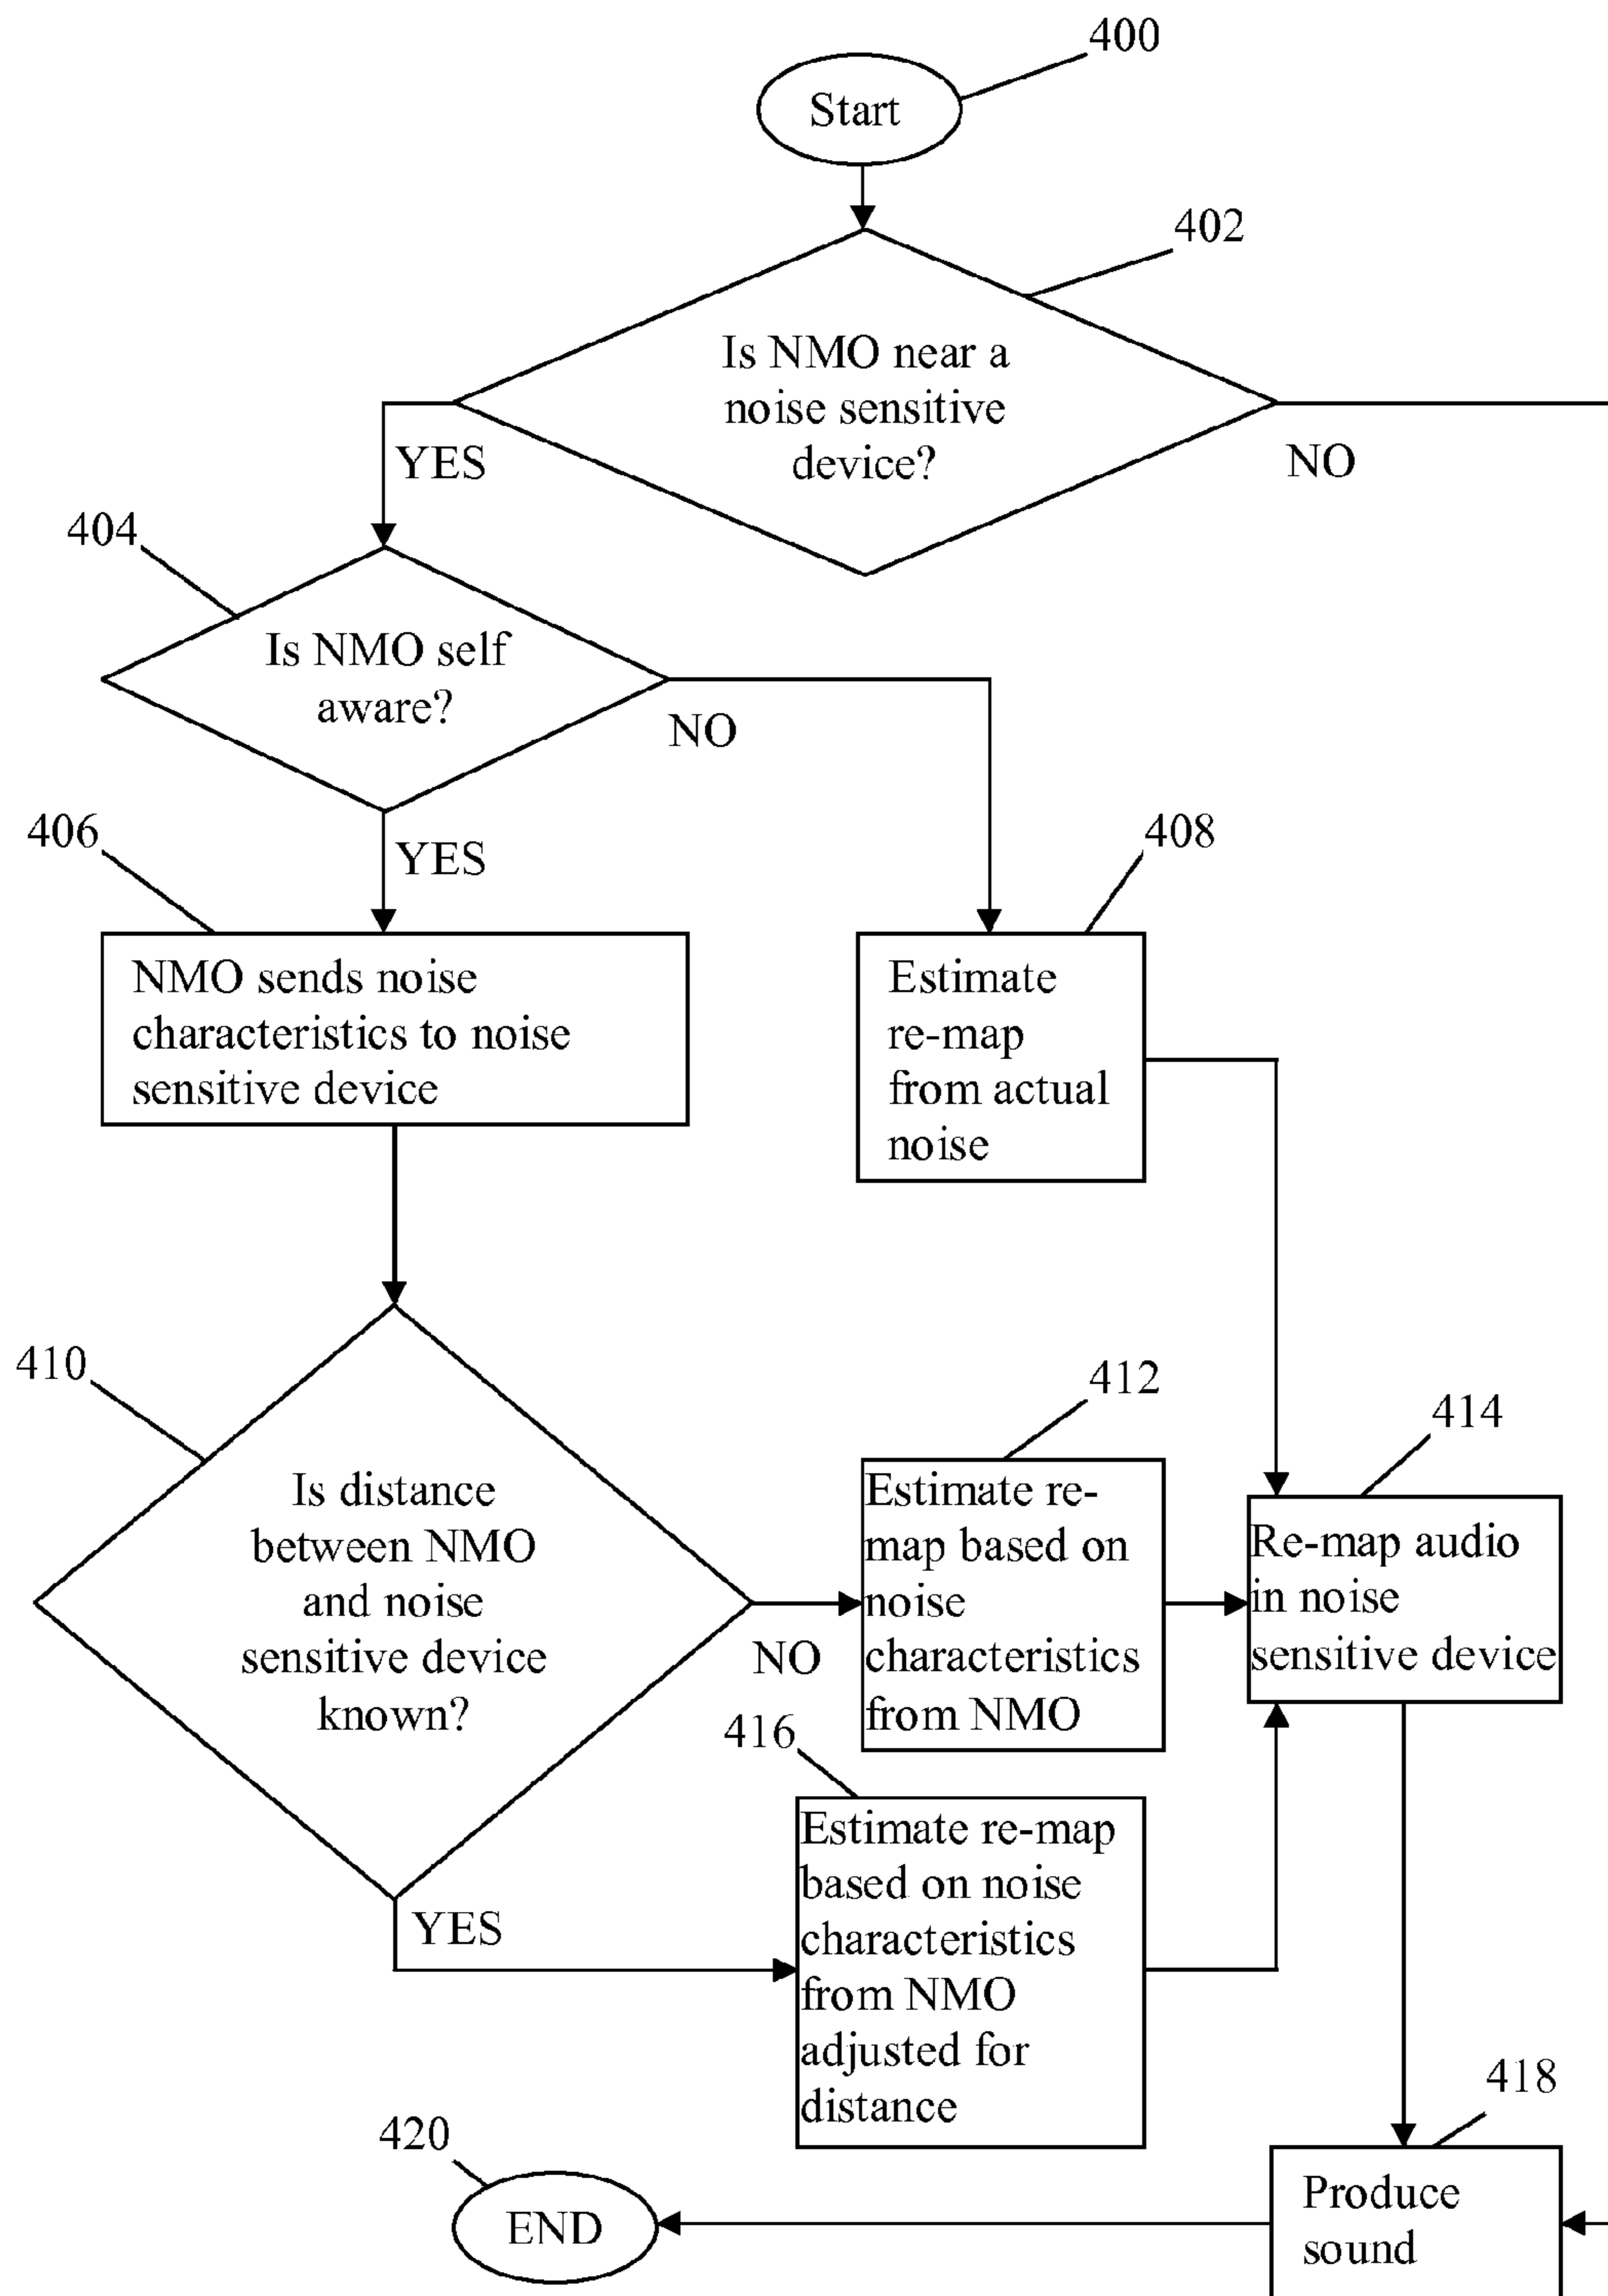 400
Start
402
Is NMO near a
noise sensitive
device?
YES
NO
404
Is NMO self
aware?
NO
406
YES
408
NMO sends noise
characteristics to noise
sensitive device
Estimate
re-map
from actual
noise
410
Is distance
between NMO
and noise
sensitive device
known?
NO
YES
412
Estimate re-
map based on
noise
characteristics
from NMO
414
Re-map audio
in noise
sensitive device
416
Estimate re-map
based on noise
characteristics
from NMO
adjusted for
distance
418
Produce
sound
420
END